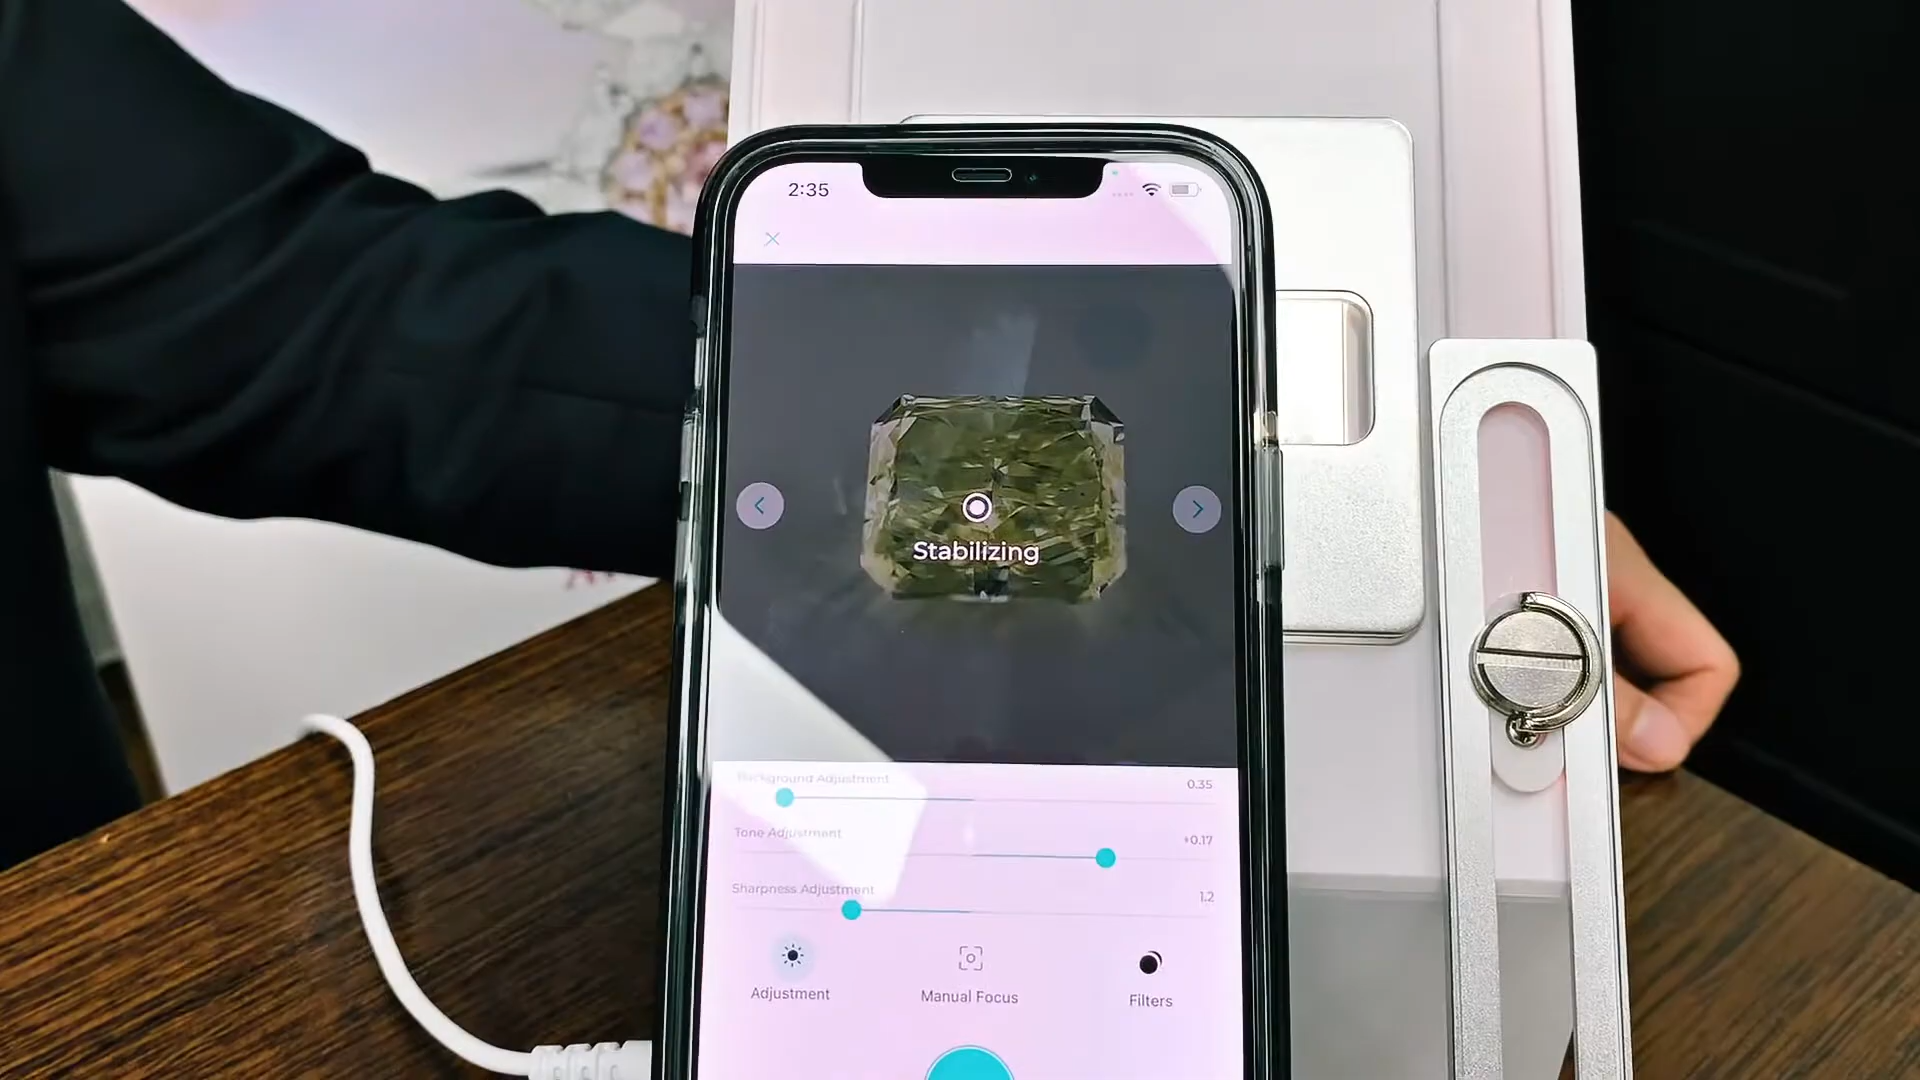 2:35
Stabilizing
Background Adjustment 0.35
Tone Adjustment +0.17
Sharpness Adjustment 1.2
Adjustment Manual Focus Filters